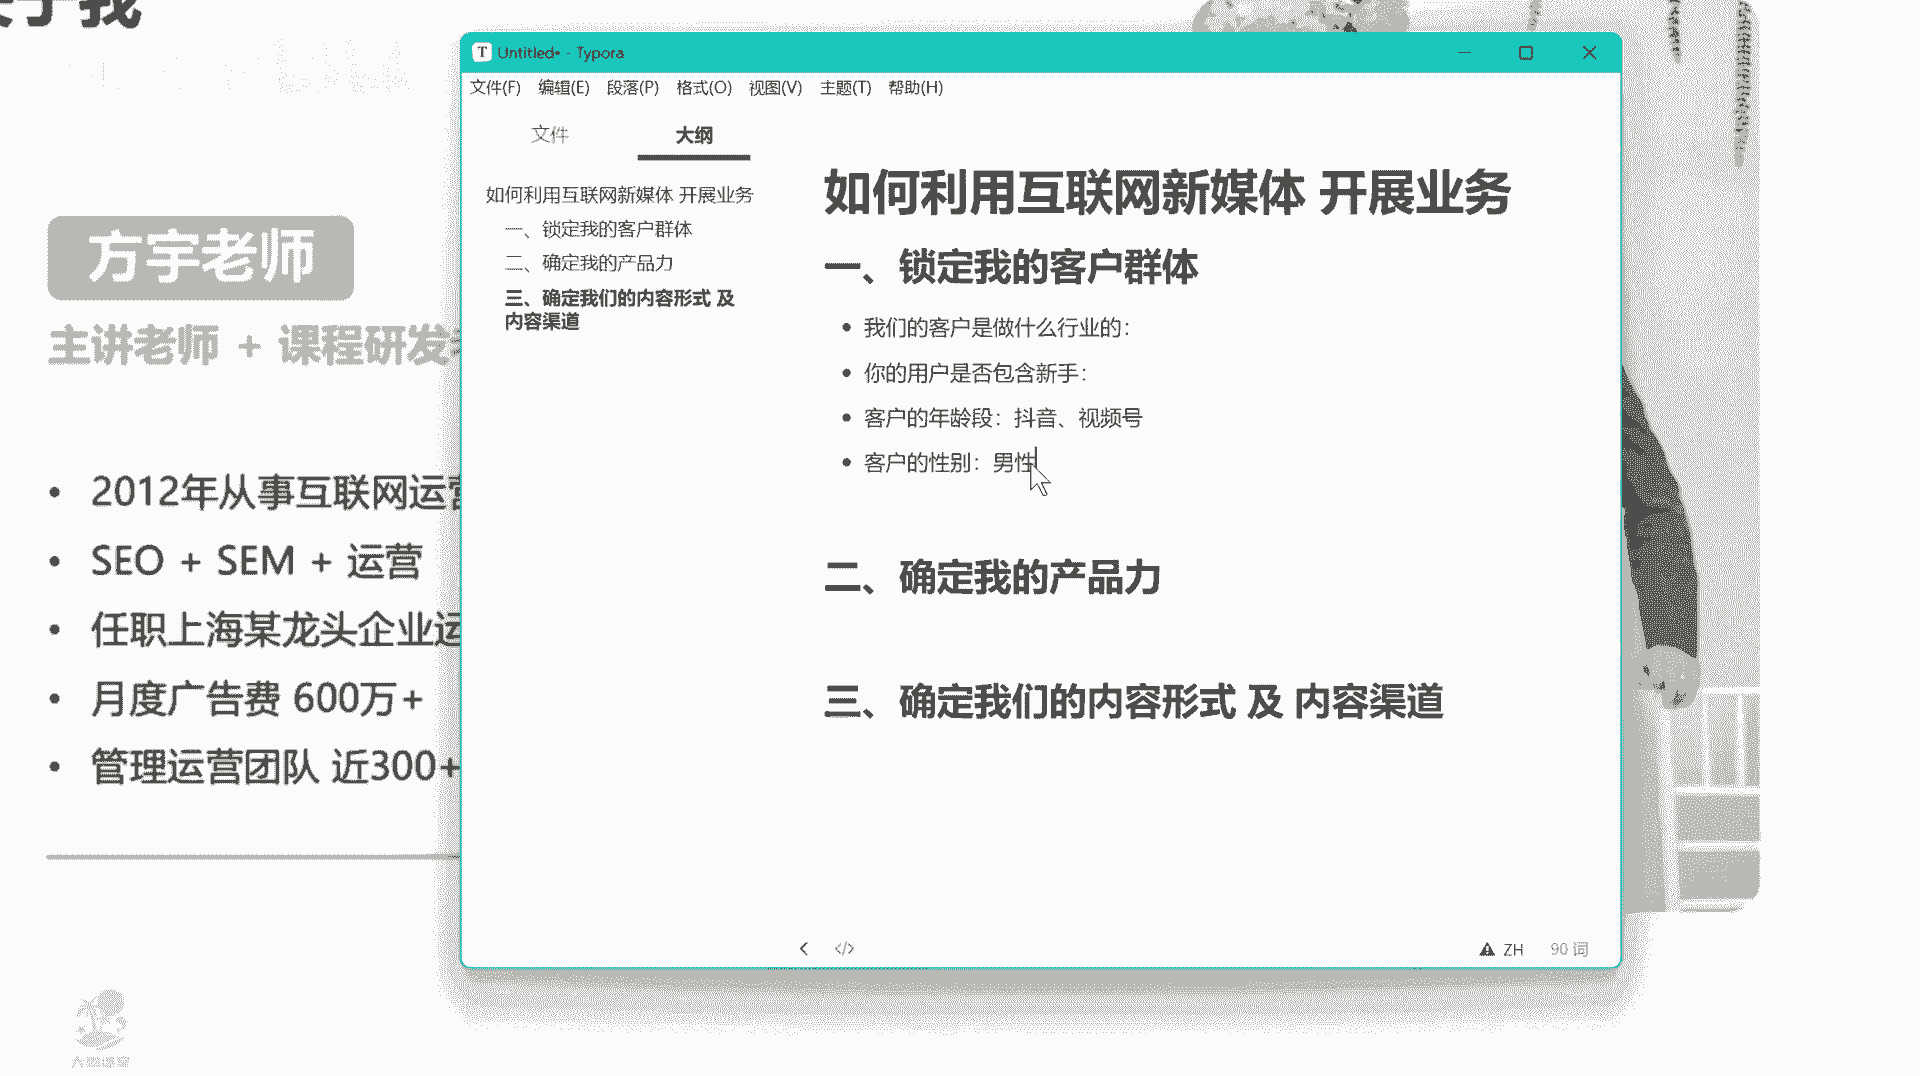 于我
方宇老师
主讲老师 + 课程研发
• 2012年从事互联网运营
• SEO + SEM + 运营
• 任职上海某龙头企业运
• 月度广告费 600万+
• 管理运营团队 近300+
Untitled• - Typora
文件(F) 编辑(E) 段落(P) 格式(O) 视图(V) 主题(T) 帮助(H)
文件 大纲
如何利用互联网新媒体 开展业务
一、锁定我的客户群体
二、确定我的产品力
三、确定我们的内容形式 及
内容渠道
如何利用互联网新媒体 开展业务
一、锁定我的客户群体
• 我们的客户是做什么行业的：
• 你的用户是否包含新手：
• 客户的年龄段：抖音、视频号
• 客户的性别：男性
二、确定我的产品力
三、确定我们的内容形式 及 内容渠道
ZH 90 词